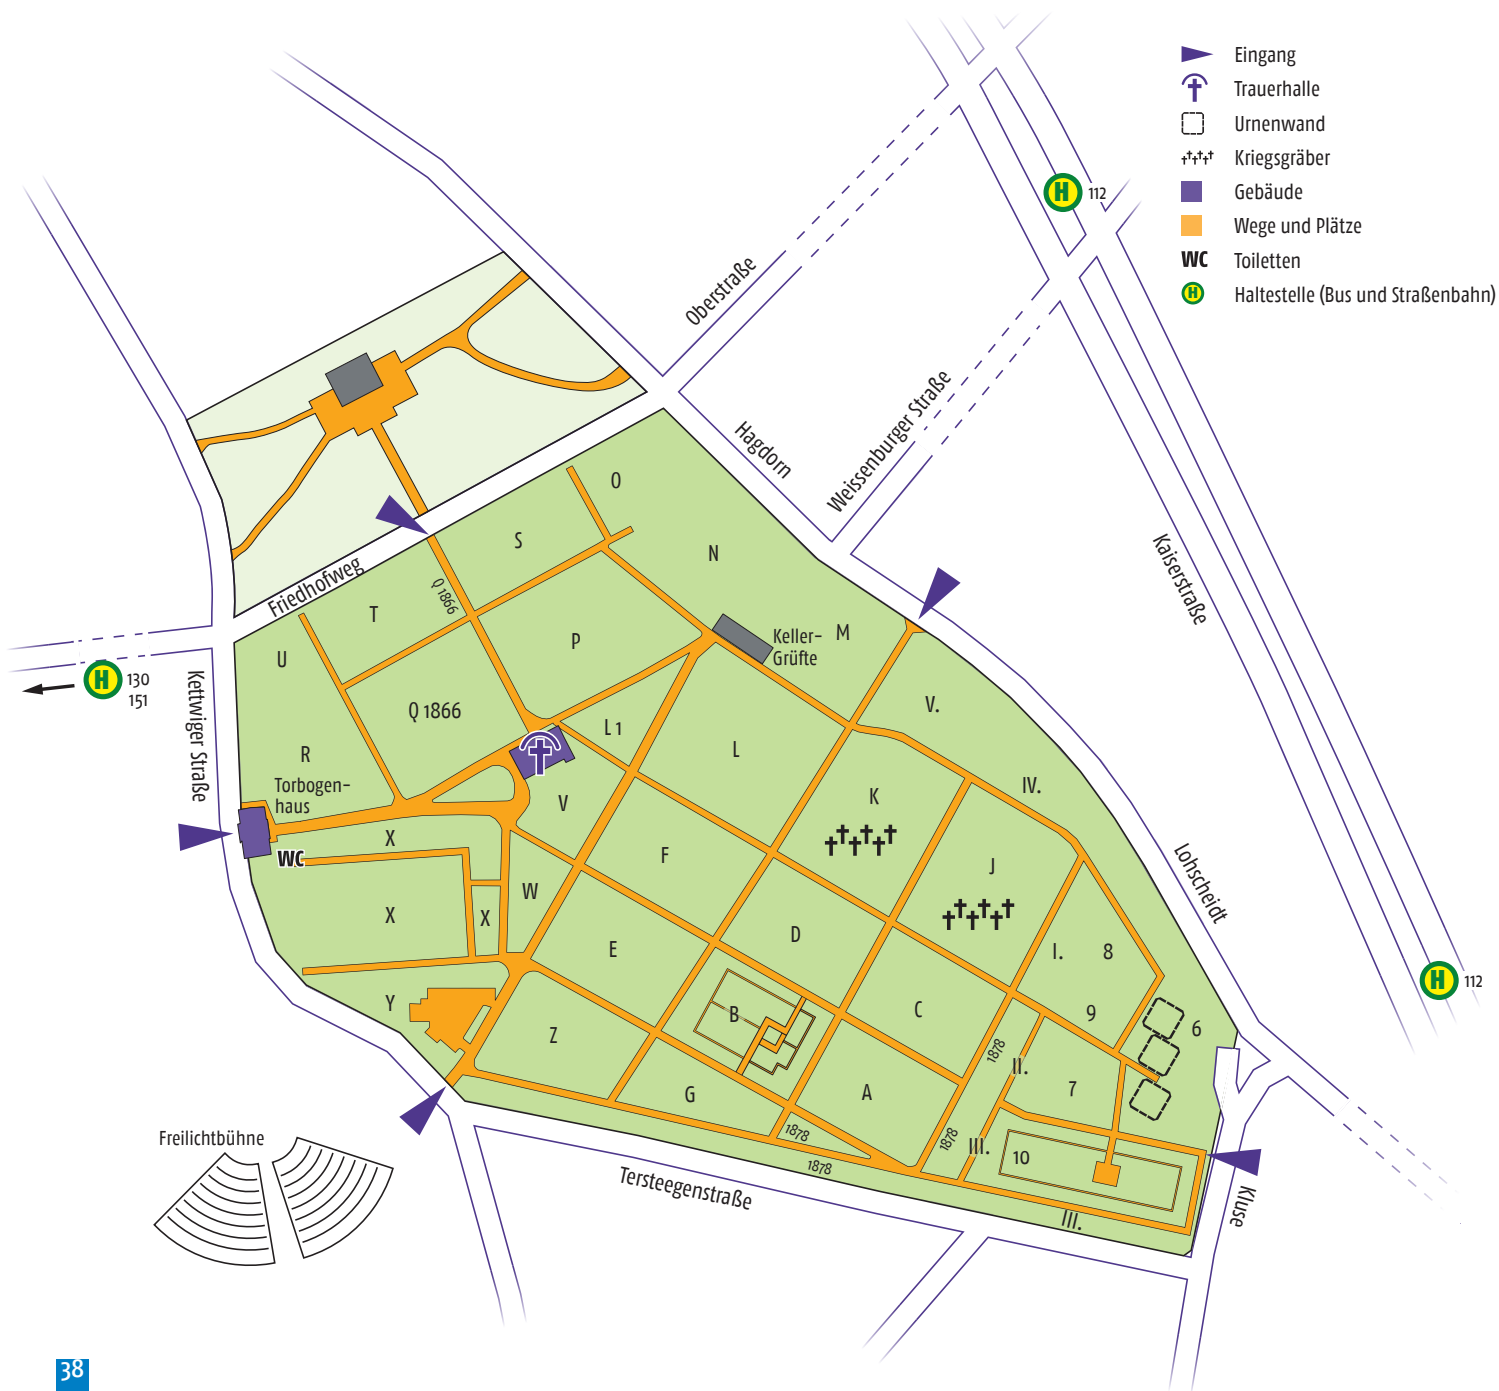 Eingang
Trauerhalle
Urnenwand
Kriegsgräber
Gebäude
Wege und Plätze
WC Toiletten
H Haltestelle (Bus und Straßenbahn)
H 112
Oberstraße
Weissenburger Straße
Hagdorn
Kaiserstraße
Friedhofweg
O
S
N
Q 1866
T
P
Keller-
Grüfte
M
U
H 130
151
Kettwiger Straße
Q 1866
V.
L 1
L
R
Torbogen-
haus
IV.
V
K
X
WC
F
J
Lohscheidt
W
X
X
D
E
I.
8
H 112
Y
B
C
9
6
Z
1878
II.
G
A
7
1878
1878
III.
10
1878
Freilichtbühne
Tersteegenstraße
III.
Kluse
38